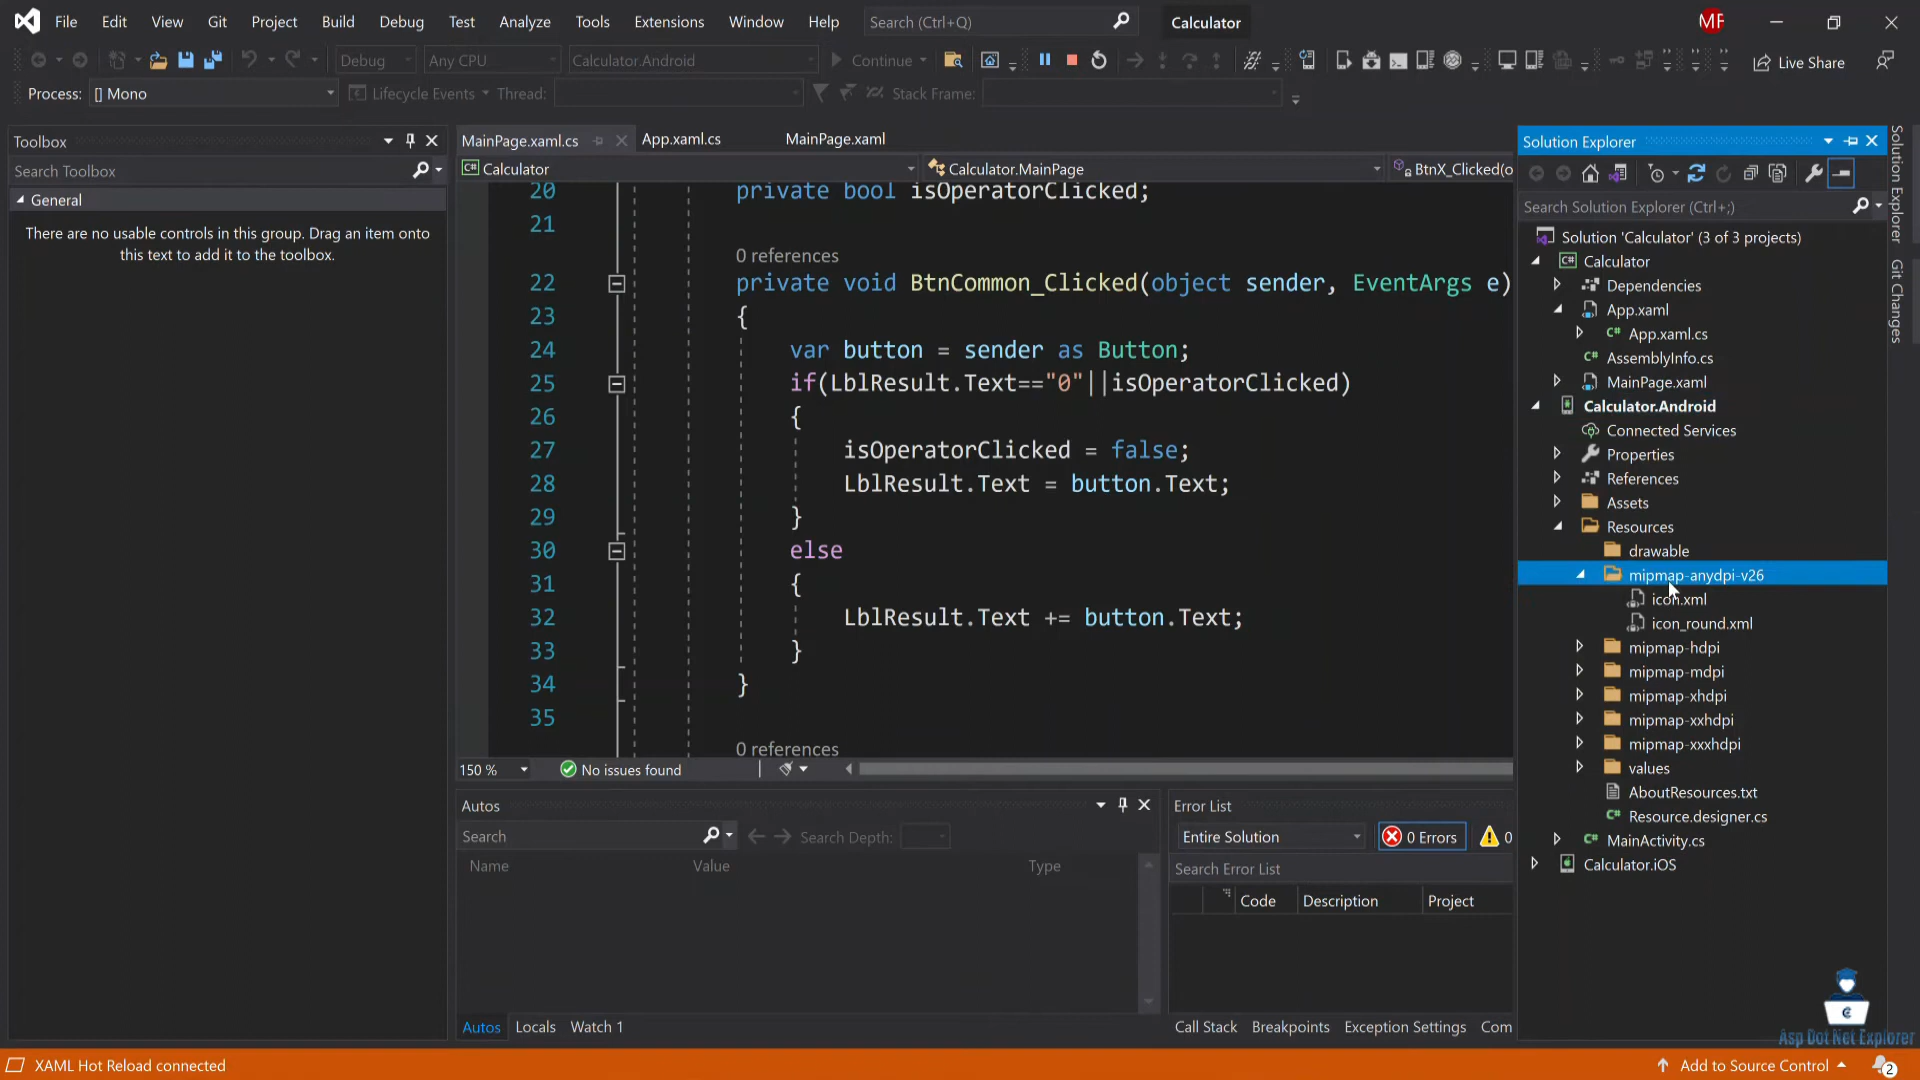 File Edit View Git Project Build Debug Test Analyze Tools Extensions Window Help Search (Ctrl+Q) Calculator MF
Debug Any CPU Calculator.Android Continue Live Share
Process: [] Mono Lifecycle Events Thread: Stack Frame:
Toolbox
Search Toolbox
General
There are no usable controls in this group. Drag an item onto
this text to add it to the toolbox.
MainPage.xaml.cs App.xaml.cs MainPage.xaml
Calculator Calculator.MainPage BtnX_Clicked(o
20 private bool isOperatorClicked;
21
0 references
22 private void BtnCommon_Clicked(object sender, EventArgs e)
23 {
24 var button = sender as Button;
25 if(LblResult.Text=="0"||isOperatorClicked)
26 {
27 isOperatorClicked = false;
28 LblResult.Text = button.Text;
29 }
30 else
31 {
32 LblResult.Text += button.Text;
33 }
34 }
35
0 references
150 % No issues found
Autos
Search Search Depth:
Name Value Type
Autos Locals Watch 1
Error List
Entire Solution 0 Errors 0
Search Error List
Code Description Project
Call Stack Breakpoints Exception Settings Com
Solution Explorer
Search Solution Explorer (Ctrl+;)
Solution 'Calculator' (3 of 3 projects)
C# Calculator
Dependencies
App.xaml
C# App.xaml.cs
C# AssemblyInfo.cs
MainPage.xaml
Calculator.Android
Connected Services
Properties
References
Assets
Resources
drawable
mipmap-anydpi-v26
icon.xml
icon_round.xml
mipmap-hdpi
mipmap-mdpi
mipmap-xhdpi
mipmap-xxhdpi
mipmap-xxxhdpi
values
AboutResources.txt
C# Resource.designer.cs
C# MainActivity.cs
Calculator.iOS
Solution Explorer
Git Changes
Asp Dot Net Explorer
XAML Hot Reload connected Add to Source Control 2